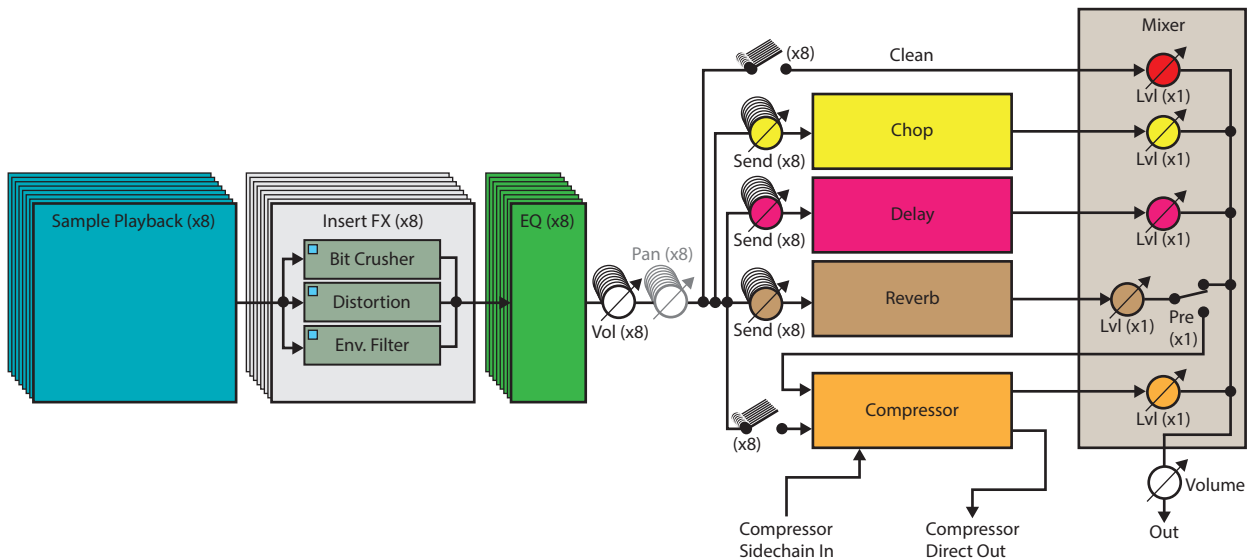 Mixer
(x8)
Clean
Lvl (x1)
Chop
Send (x8)
Lvl (x1)
Sample Playback (x8)
Insert FX (x8)
EQ (x8)
Delay
Send (x8)
Lvl (x1)
Bit Crusher
Pan (x8)
Distortion
Reverb
Vol (x8)
Send (x8)
Lvl (x1)
Pre
(x1)
Env. Filter
Compressor
Lvl (x1)
(x8)
Volume
Compressor
Sidechain In
Compressor
Direct Out
Out